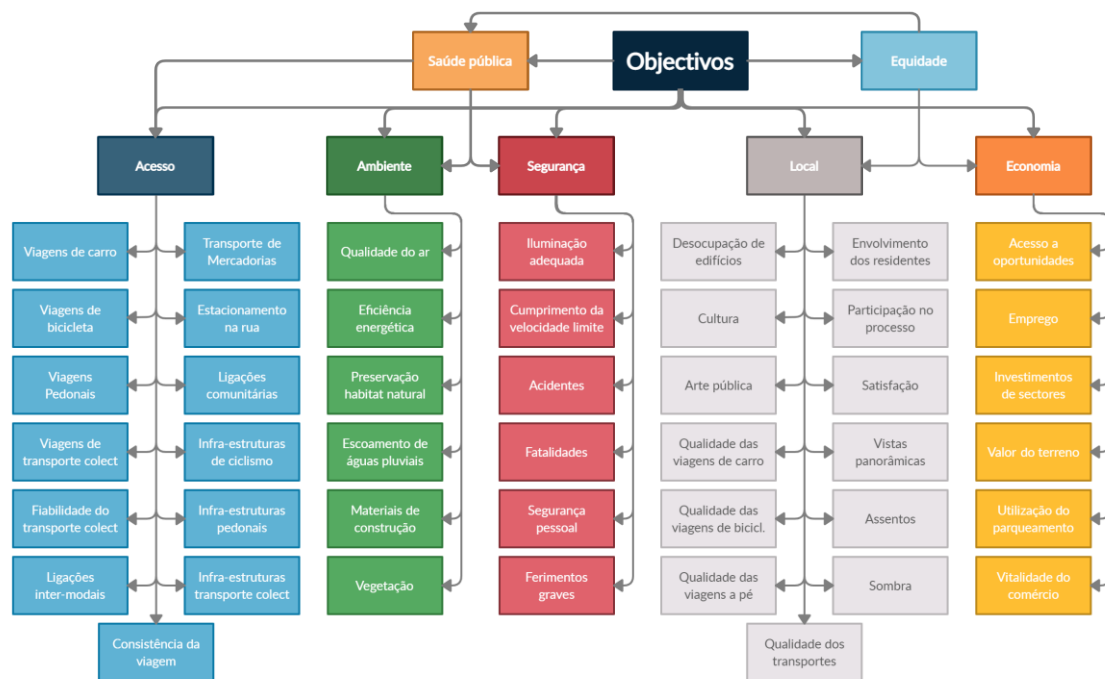 Saúde pública
Objectivos
Equidade
Acesso
Ambiente
Segurança
Local
Economia
Viagens de carro
Transporte de
Mercadorias
Qualidade do ar
Iluminação
adequada
Desocupação de
edifícios
Envolvimento
dos residentes
Acesso a
oportunidades
Viagens de
bicicleta
Estacionamento
na rua
Eficiência
energética
Cumprimento da
velocidade limite
Cultura
Participação no
processo
Emprego
Viagens
Pedonais
Ligações
comunitárias
Preservação
habitat natural
Acidentes
Arte pública
Satisfação
Investimentos
de sectores
Viagens de
transporte colect
Infra-estruturas
de ciclismo
Escoamento de
águas pluviais
Fatalidades
Qualidade das
viagens de carro
Vistas
panorâmicas
Valor do terreno
Fiabilidade do
transporte colect
Infra-estruturas
pedonais
Materiais de
construção
Segurança
pessoal
Qualidade das
viagens de bicicl.
Assentos
Utilização do
parqueamento
Ligações
inter-modais
Infra-estruturas
transporte colect
Vegetação
Ferimentos
graves
Qualidade das
viagens a pé
Sombra
Vitalidade do
comércio
Consistência da
viagem
Qualidade dos
transportes